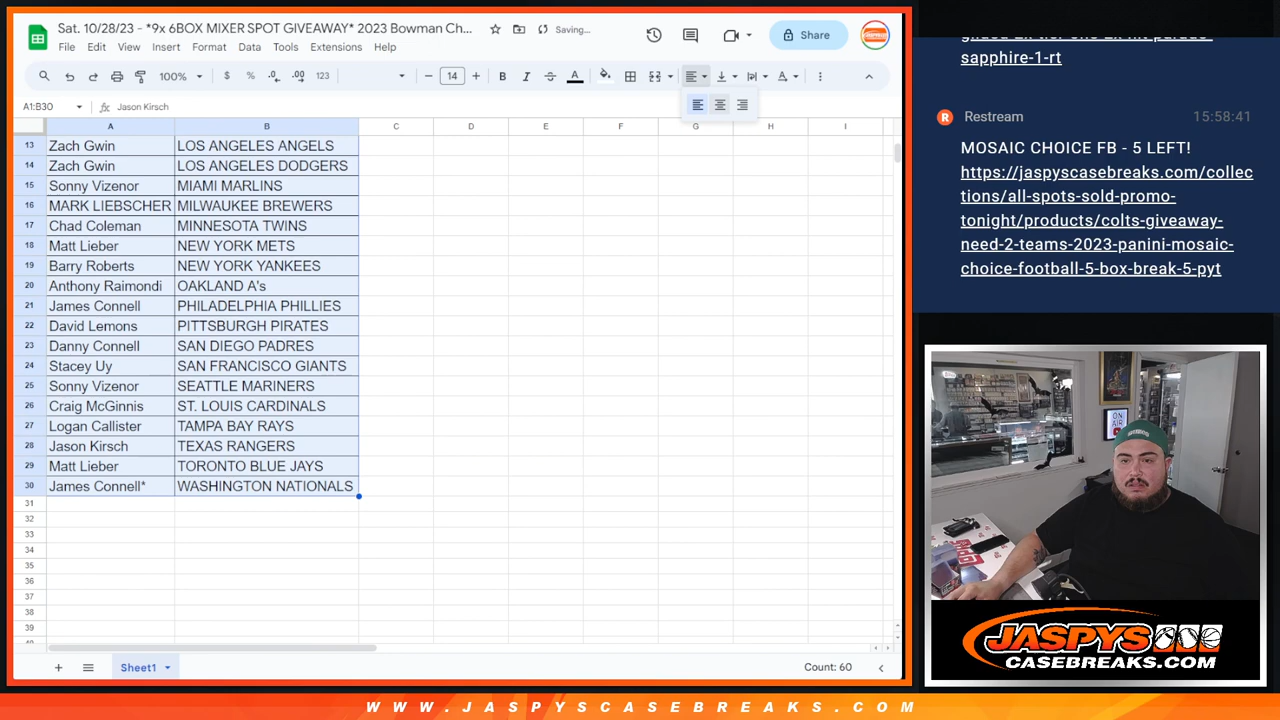 Sat. 10/28/23 - *9x 6BOX MIXER SPOT GIVEAWAY* 2023 Bowman Ch...
Saving...
Share
File Edit View Insert Format Data Tools Extensions Help
100% $ % .0 .00 123 14 B I A
A1:B30 fx Jason Kirsch
A B C D E F G H I
13 Zach Gwin LOS ANGELES ANGELS
14 Zach Gwin LOS ANGELES DODGERS
15 Sonny Vizenor MIAMI MARLINS
16 MARK LIEBSCHER MILWAUKEE BREWERS
17 Chad Coleman MINNESOTA TWINS
18 Matt Lieber NEW YORK METS
19 Barry Roberts NEW YORK YANKEES
20 Anthony Raimondi OAKLAND A's
21 James Connell PHILADELPHIA PHILLIES
22 David Lemons PITTSBURGH PIRATES
23 Danny Connell SAN DIEGO PADRES
24 Stacey Uy SAN FRANCISCO GIANTS
25 Sonny Vizenor SEATTLE MARINERS
26 Craig McGinnis ST. LOUIS CARDINALS
27 Logan Callister TAMPA BAY RAYS
28 Jason Kirsch TEXAS RANGERS
29 Matt Lieber TORONTO BLUE JAYS
30 James Connell* WASHINGTON NATIONALS
31
32
33
34
35
36
37
38
39
Sheet1
Count: 60
sapphire-1-rt
R Restream 15:58:41
MOSAIC CHOICE FB - 5 LEFT!
https://jaspyscasebreaks.com/collec
tions/all-spots-sold-promo-
tonight/products/colts-giveaway-
need-2-teams-2023-panini-mosaic-
choice-football-5-box-break-5-pyt
ON AIR
JASPYS
CASEBREAKS.COM
WWW.JASPYSCASEBREAKS.COM